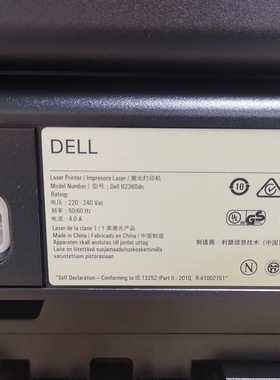 DELL
Laser Printer / Impresora Laser / 激光打印机
Model Number / 型号 : Dell B2360dn
Rating
电压 : 220 - 240 Vac
频率 : 50/60 Hz
电流 : 4.0 A
Laser de la clase 1 / 1 类激光产品
Made in China / Fabricado en China / 中国制造
Apparaten skall anslutas till jordat uttag
Laite on liitettävä suojamaadoituskoskettimilla
varustettuun pistorasiaan
制造商 : 利盟信息技术（中国）
"Self Declaration – Conforming to IS 13252 (Part I) : 2010, R-41002151"
10
N
GS